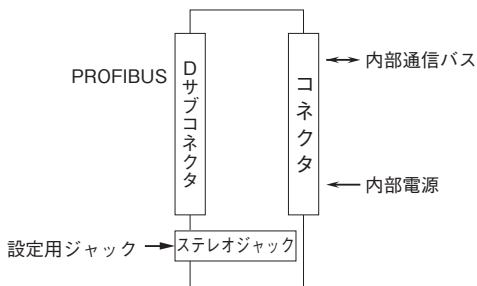 PROFIBUS
Dサブコネクタ
コネクタ
内部通信バス
内部電源
設定用ジャック
ステレオジャック